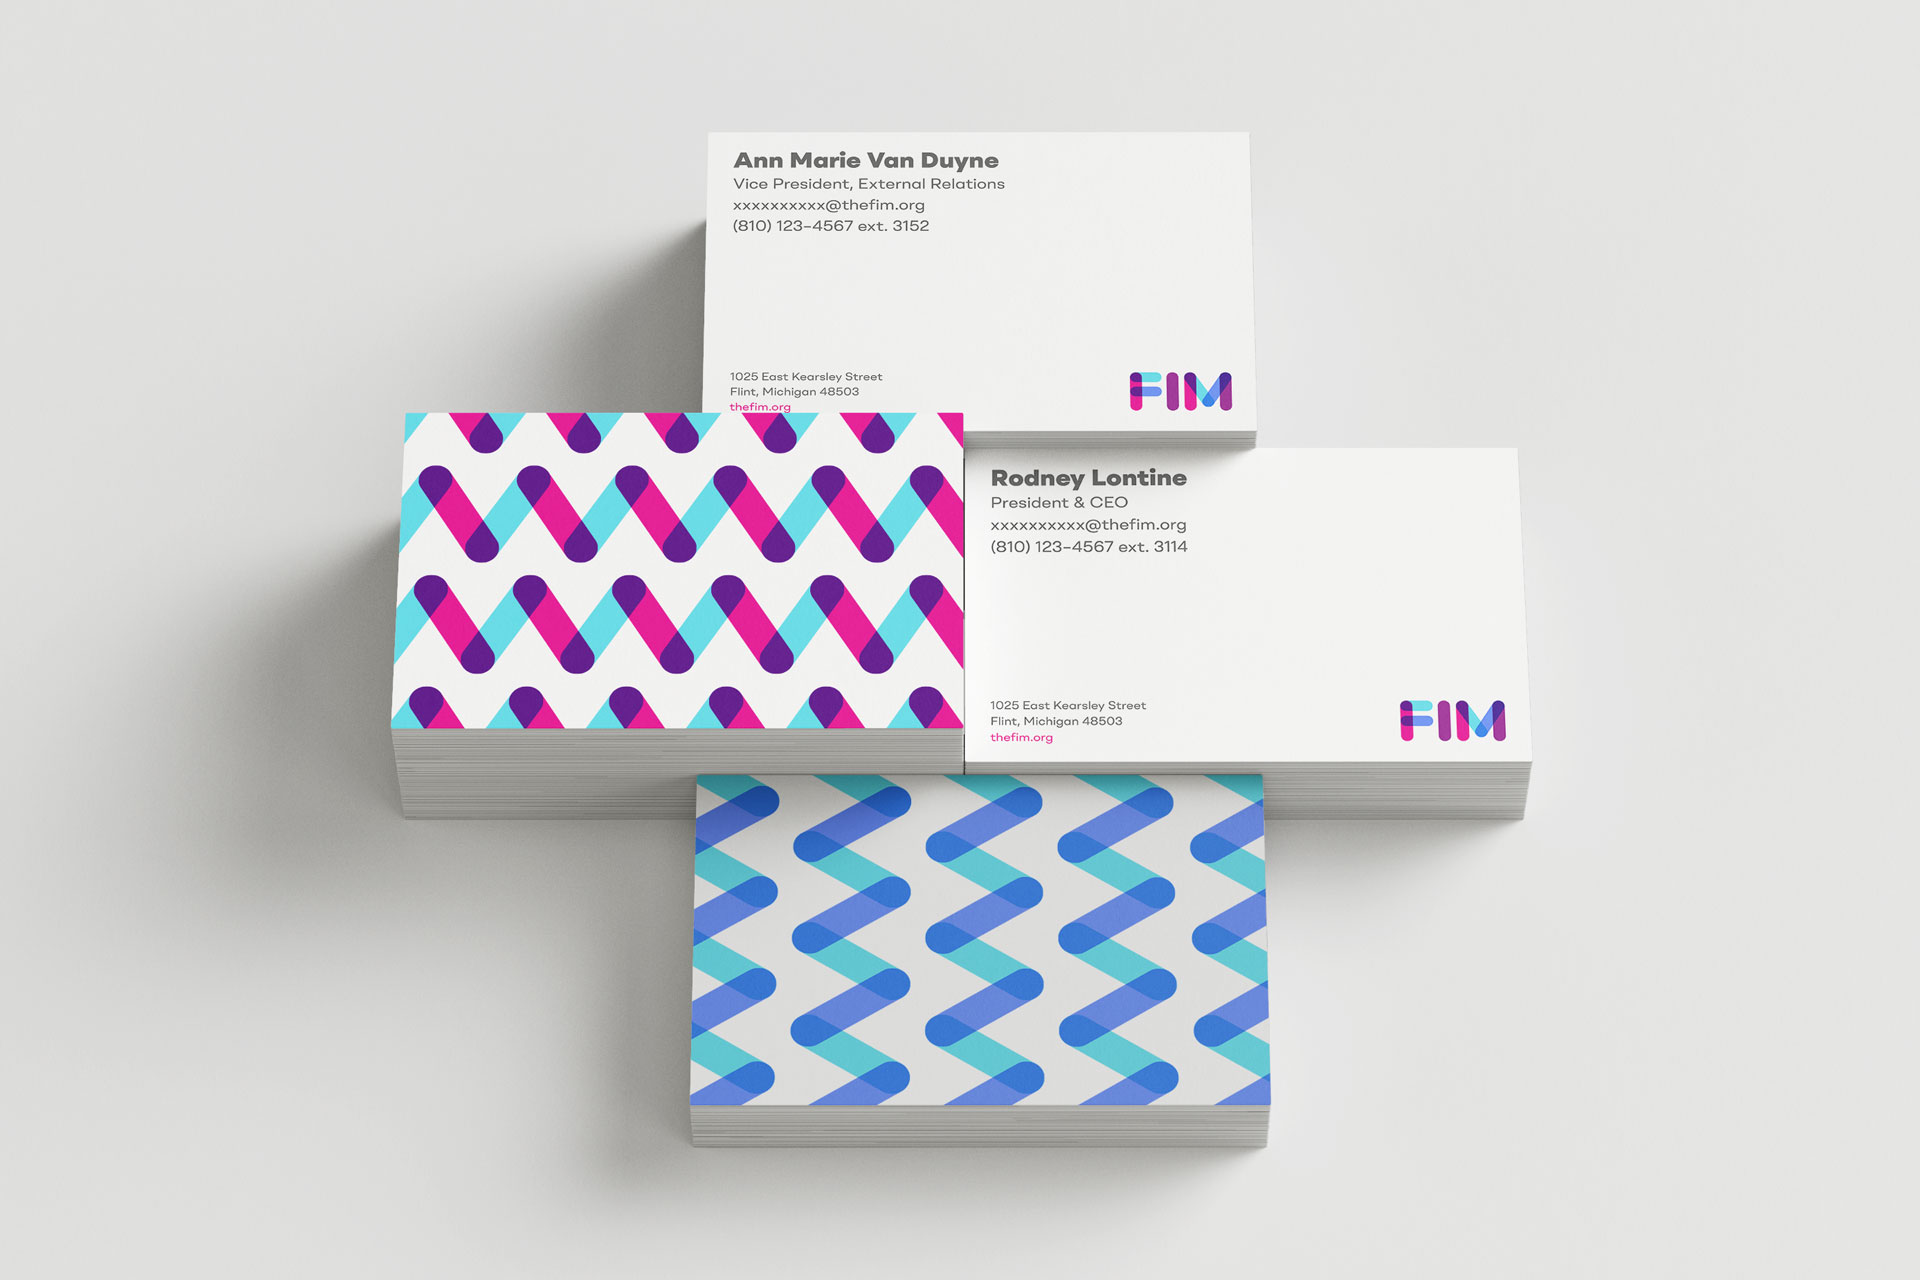 Ann Marie Van Duyne
Vice President, External Relations
xxxxxxxxxx@thefim.org
(810) 123-4567 ext. 3152
1025 East Kearsley Street
Flint, Michigan 48503
thefim.org
FIM
Rodney Lontine
President & CEO
xxxxxxxxxx@thefim.org
(810) 123-4567 ext. 3114
1025 East Kearsley Street
Flint, Michigan 48503
thefim.org
FIM